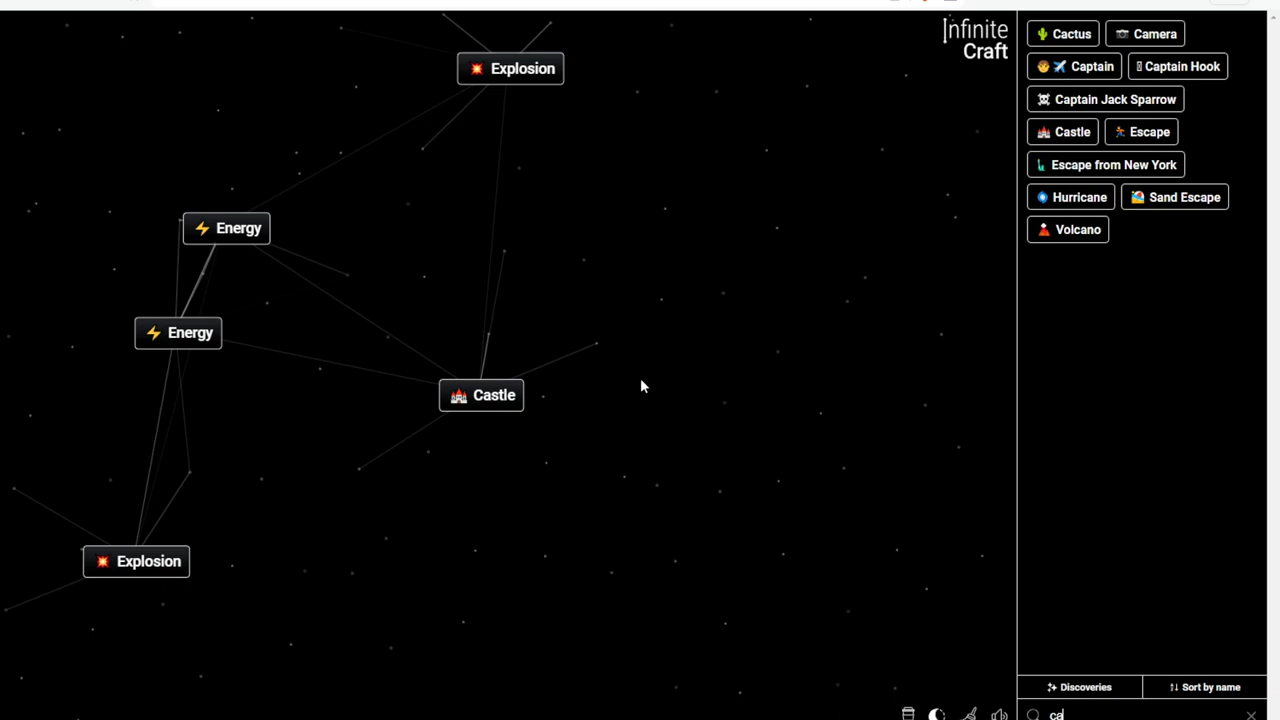 Infinite
Craft
Explosion
Energy
Energy
Castle
Explosion
Cactus
Camera
Captain
Captain Hook
Captain Jack Sparrow
Castle
Escape
Escape from New York
Hurricane
Sand Escape
Volcano
Discoveries
Sort by name
ca